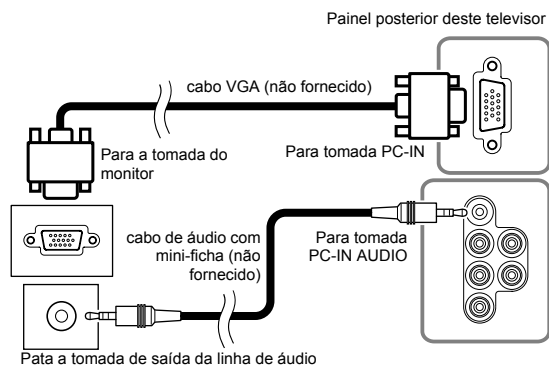 Painel posterior deste televisor
cabo VGA (não fornecido)
Para a tomada do
monitor
Para tomada PC-IN
cabo de áudio com
mini-ficha (não
fornecido)
Para tomada
PC-IN AUDIO
Pata a tomada de saída da linha de áudio